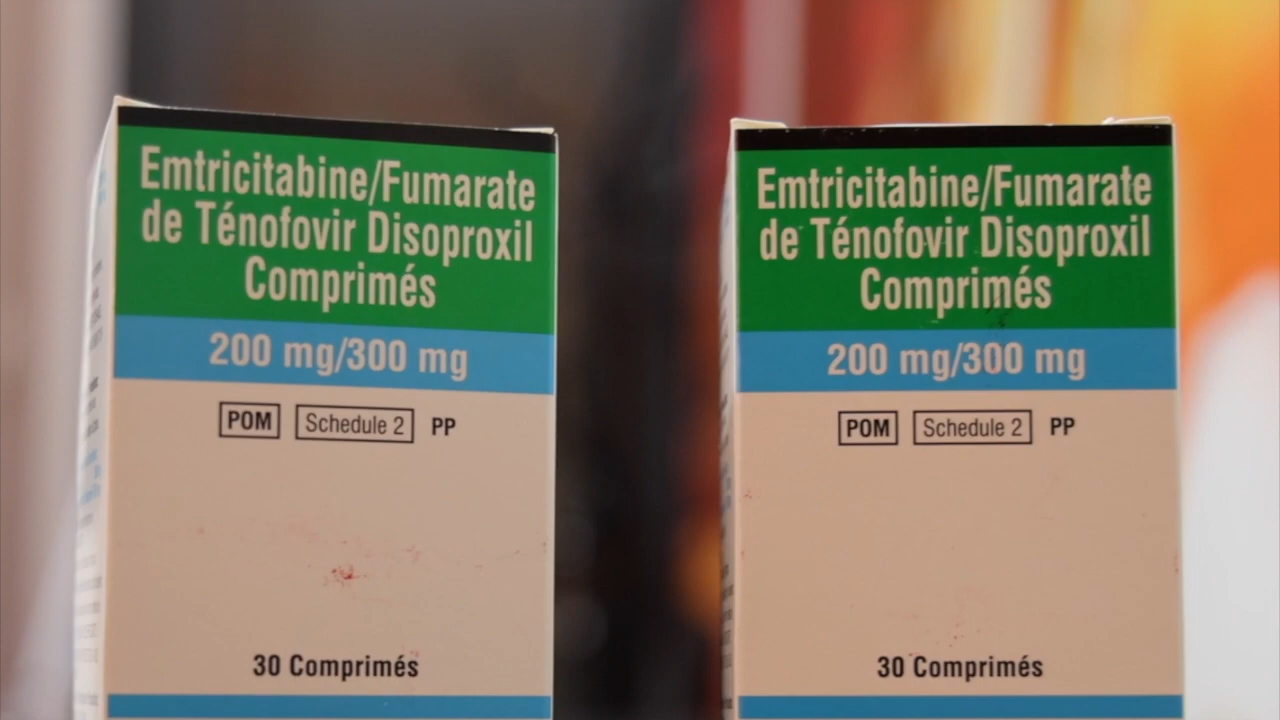 Emtricitabine/Fumarate
de Ténofovir Disoproxil
Comprimés
200 mg/300 mg
POM Schedule 2 PP
30 Comprimés
Emtricitabine/Fumarate
de Ténofovir Disoproxil
Comprimés
200 mg/300 mg
POM Schedule 2 PP
30 Comprimés